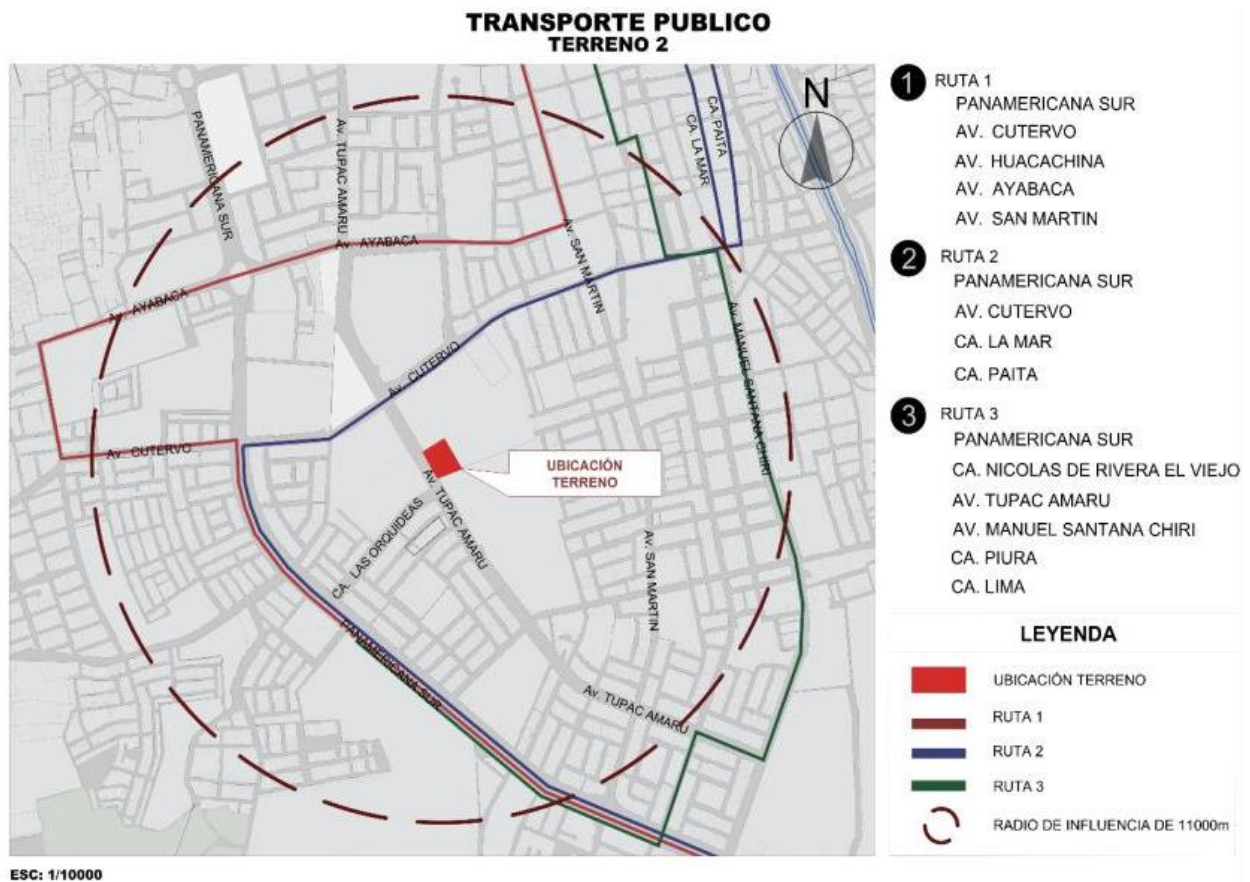 TRANSPORTE PUBLICO
TERRENO 2
PANAMERICANA SUR
Av. TUPAC AMARU
CA. PAITA
CA. LA MAR
N
Av. AYABACA
Av. SAN MARTIN
Av. AYABACA
Av. CUTERVO
Av. MANUEL SANTANA CHIRI
Av. CUTERVO
UBICACIÓN
TERRENO
Av. TUPAC AMARU
CA. LAS ORQUIDEAS
Av. SAN MARTIN
PANAMERICANA SUR
Av. TUPAC AMARU
ESC: 1/10000
1 RUTA 1
PANAMERICANA SUR
AV. CUTERVO
AV. HUACACHINA
AV. AYABACA
AV. SAN MARTIN
2 RUTA 2
PANAMERICANA SUR
AV. CUTERVO
CA. LA MAR
CA. PAITA
3 RUTA 3
PANAMERICANA SUR
CA. NICOLAS DE RIVERA EL VIEJO
AV. TUPAC AMARU
AV. MANUEL SANTANA CHIRI
CA. PIURA
CA. LIMA
LEYENDA
UBICACIÓN TERRENO
RUTA 1
RUTA 2
RUTA 3
RADIO DE INFLUENCIA DE 11000m